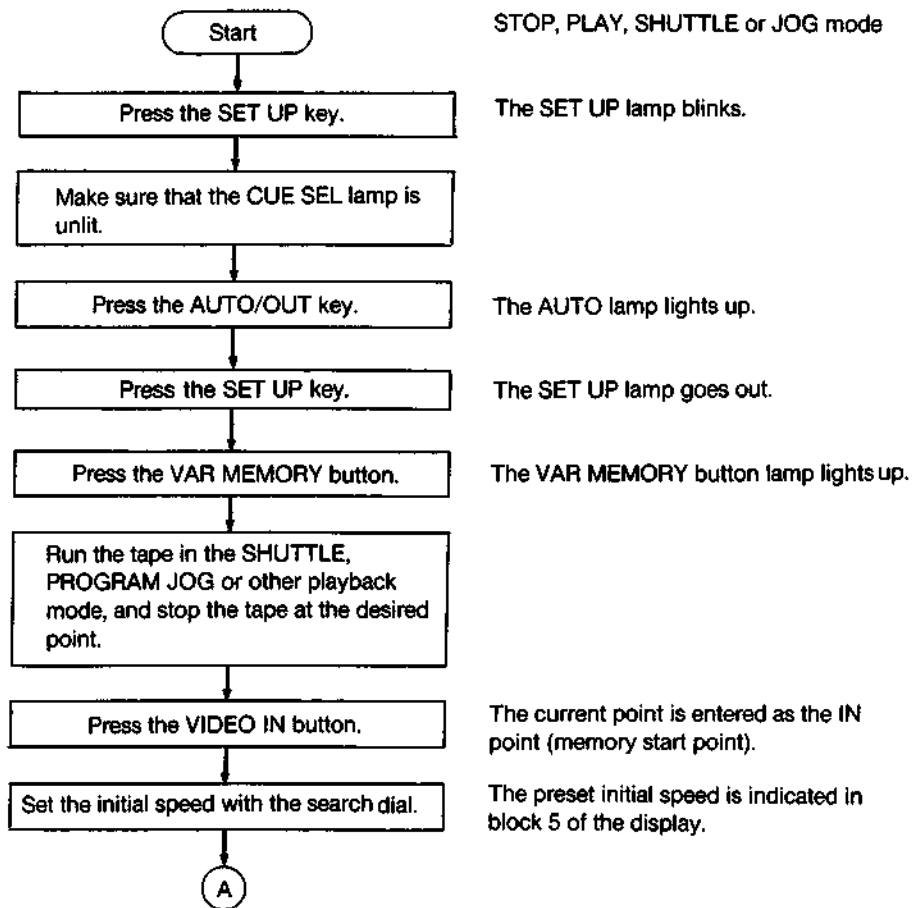 Start
STOP, PLAY, SHUTTLE or JOG mode
Press the SET UP key.
The SET UP lamp blinks.
Make sure that the CUE SEL lamp is
unlit.
Press the AUTO/OUT key.
The AUTO lamp lights up.
Press the SET UP key.
The SET UP lamp goes out.
Press the VAR MEMORY button.
The VAR MEMORY button lamp lights up.
Run the tape in the SHUTTLE,
PROGRAM JOG or other playback
mode, and stop the tape at the desired
point.
Press the VIDEO IN button.
The current point is entered as the IN
point (memory start point).
Set the initial speed with the search dial.
The preset initial speed is indicated in
block 5 of the display.
A